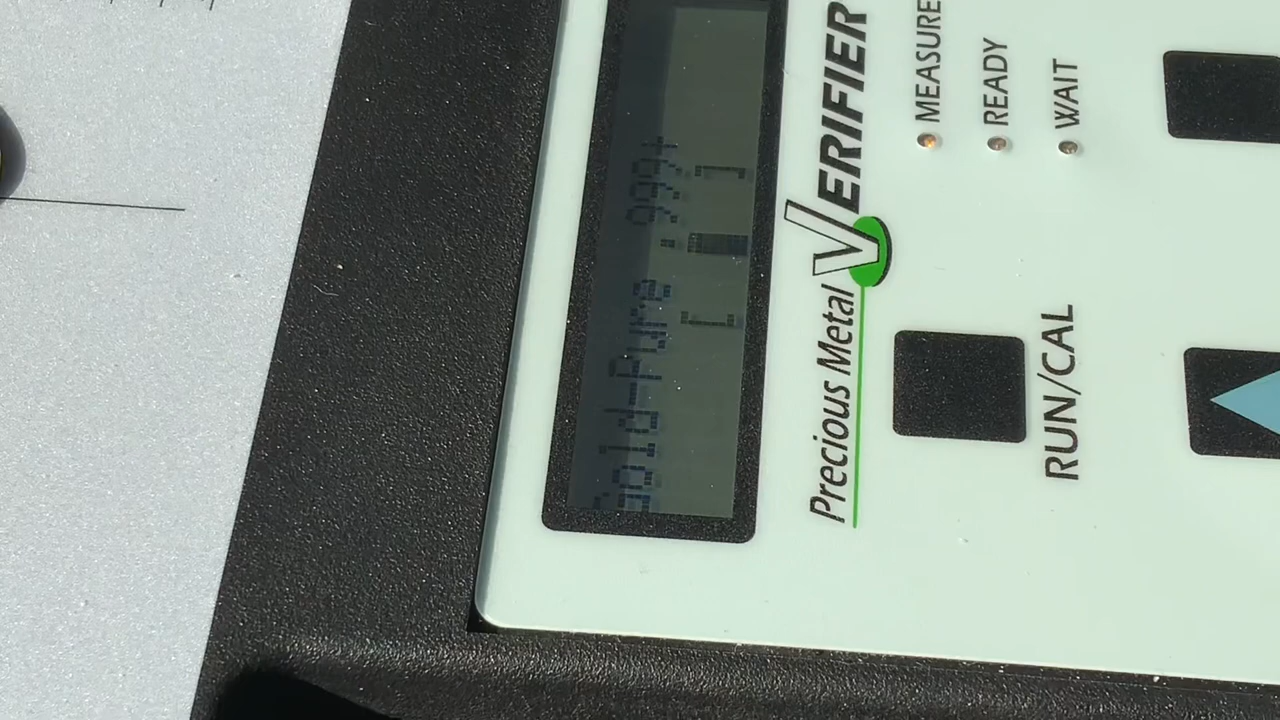 Gold-Pure .999+
[ ▮ ]
Precious Metal VERIFIER
MEASURE
READY
WAIT
RUN/CAL